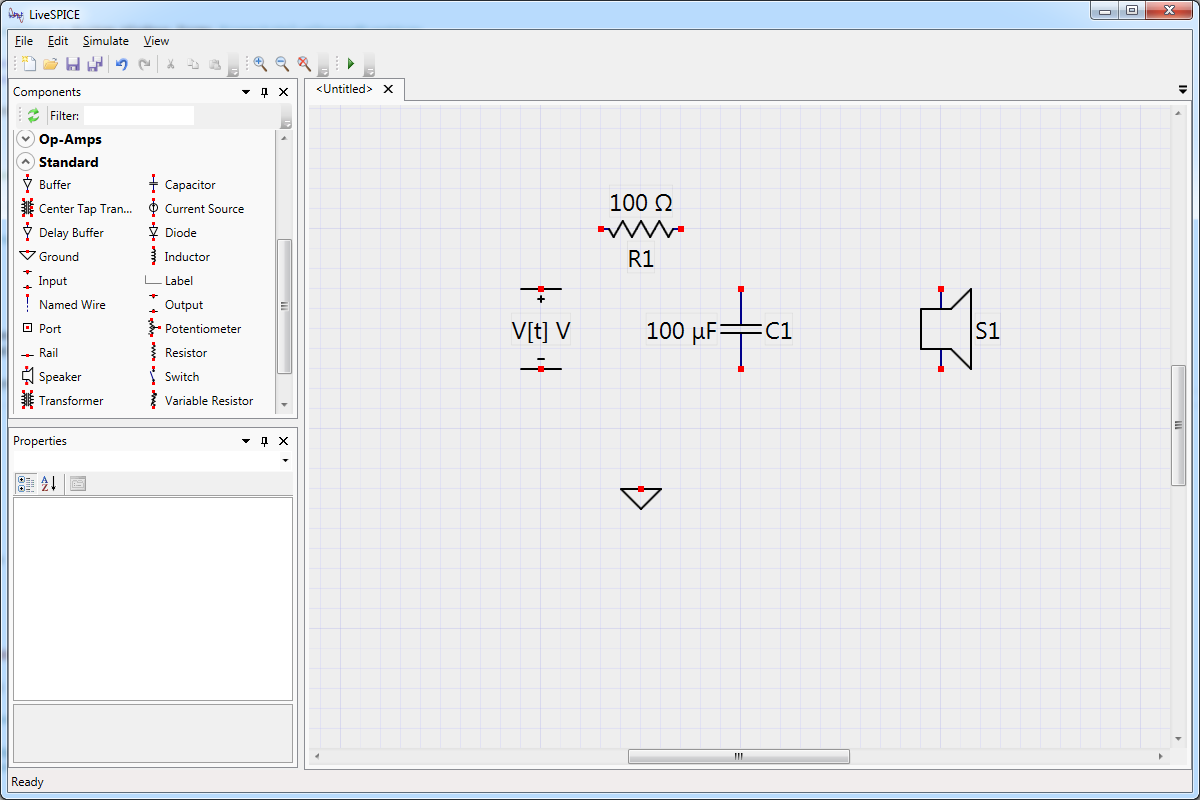 LiveSPICE
File Edit Simulate View
Components
<Untitled>
Filter:
Op-Amps
Standard
Buffer Capacitor
Center Tap Tran... Current Source
Delay Buffer Diode
Ground Inductor
Input Label
Named Wire Output
Port Potentiometer
Rail Resistor
Speaker Switch
Transformer Variable Resistor
Properties
A
Z
100 Ω
R1
+
V[t] V
−
100 µF C1
S1
Ready